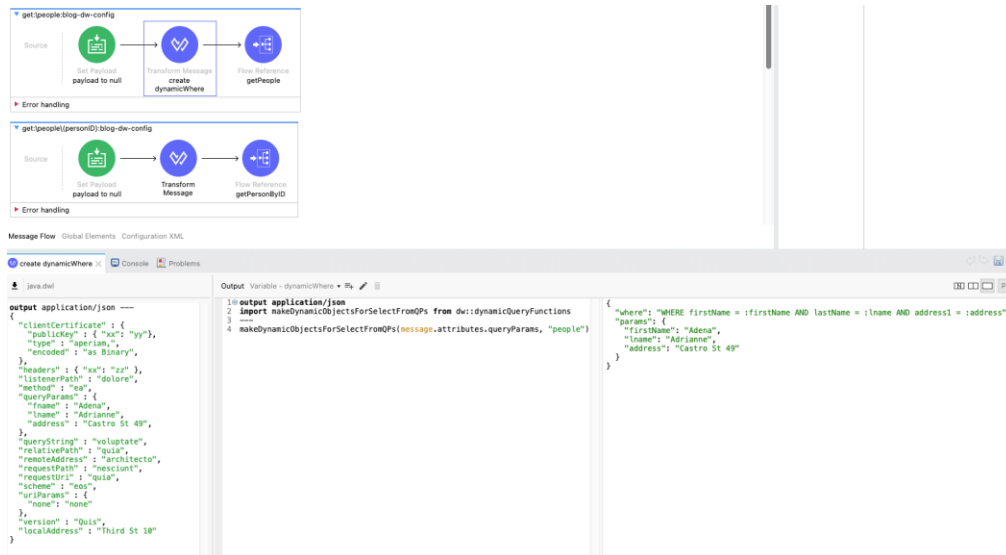 get:\people:blog-dw-config
Source
Set Payload
payload to null
Transform Message
create
dynamicWhere
Flow Reference
getPeople
Error handling
get:\people\(personID):blog-dw-config
Source
Set Payload
payload to null
Transform
Message
Flow Reference
getPersonByID
Error handling
Message Flow Global Elements Configuration XML
create dynamicWhere Console Problems
java.dwl
output application/json ---
{
"clientCertificate" : {
"publicKey" : { "xx": "yy"},
"type" : "aperiam,",
"encoded" : "as Binary",
},
"headers" : { "xx": "zz" },
"listenerPath" : "dolore",
"method" : "ea",
"queryParams" : {
"fname" : "Adena",
"lname" : "Adrianne",
"address" : "Castro St 49",
},
"queryString" : "voluptate",
"relativePath" : "quia",
"remoteAddress" : "architecto",
"requestPath" : "nesciunt",
"requestUri" : "quia",
"scheme" : "eos",
"uriParams" : {
"none": "none"
},
"version" : "Quis",
"localAddress" : "Third St 10"
}
Output Variable - dynamicWhere
1 output application/json
2 import makeDynamicObjectsForSelectFromQPs from dw::dynamicQueryFunctions
3 ---
4 makeDynamicObjectsForSelectFromQPs(message.attributes.queryParams, "people")
{
"where": "WHERE firstName = :firstName AND lastName = :lname AND address1 = :address"
"params": {
"firstName": "Adena",
"lname": "Adrianne",
"address": "Castro St 49"
}
}